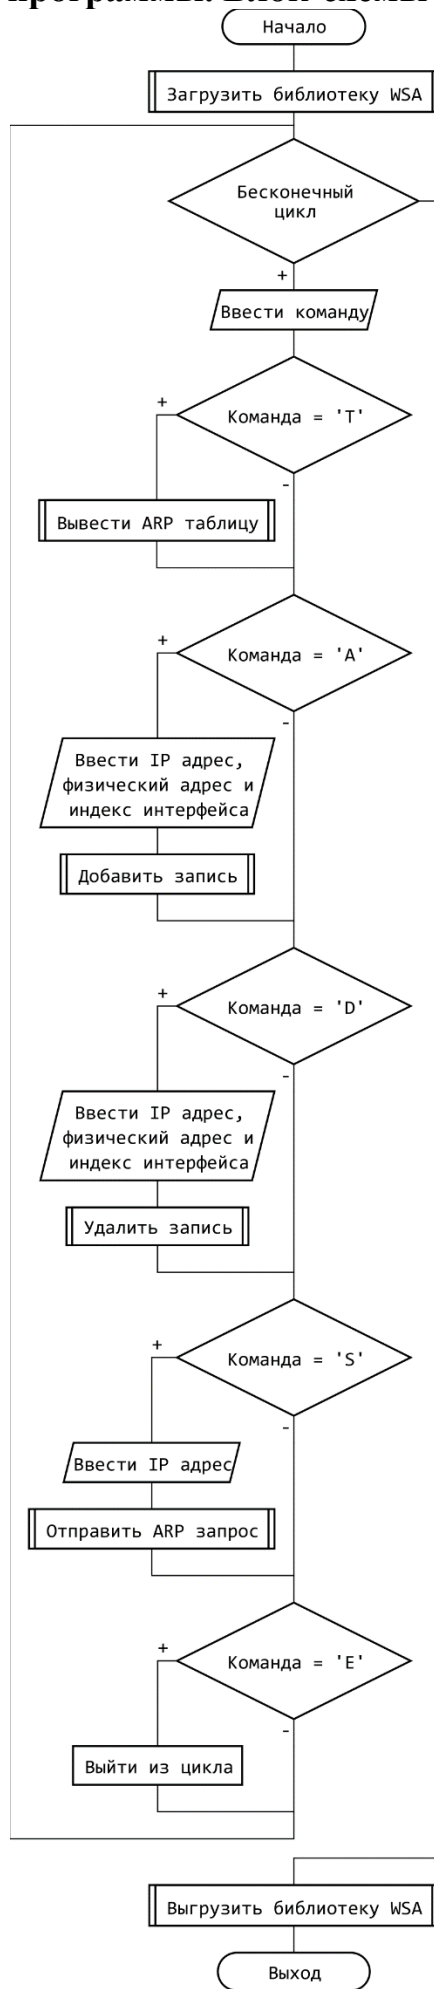 программы. Блок-схемы
Начало
Загрузить библиотеку WSA
Бесконечный
цикл
+
Ввести команду
Команда = 'T'
+
-
Вывести ARP таблицу
Команда = 'A'
+
-
Ввести IP адрес,
физический адрес и
индекс интерфейса
Добавить запись
Команда = 'D'
+
-
Ввести IP адрес,
физический адрес и
индекс интерфейса
Удалить запись
Команда = 'S'
+
-
Ввести IP адрес
Отправить ARP запрос
Команда = 'E'
+
-
Выйти из цикла
Выгрузить библиотеку WSA
Выход